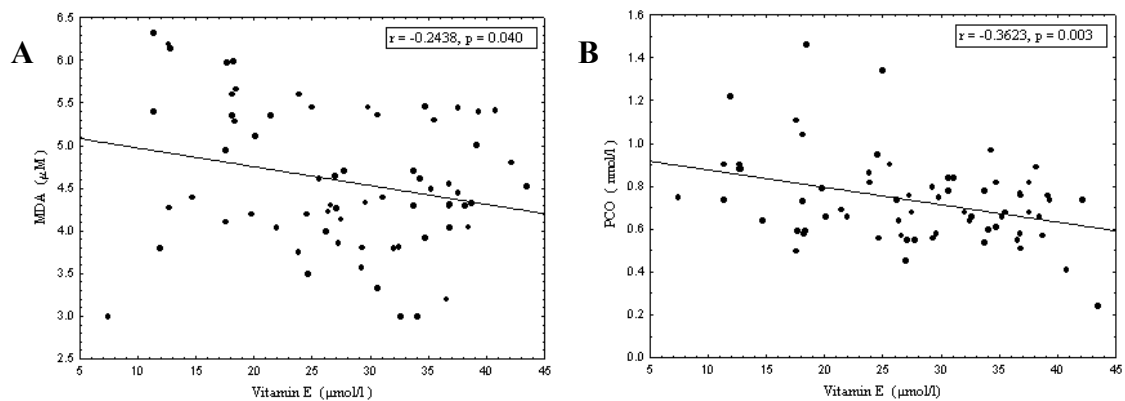 A
r = -0.2438, p = 0.040
6.5
6.0
5.5
5.0
4.5
4.0
3.5
3.0
2.5
MDA (μM)
5 10 15 20 25 30 35 40 45
Vitamin E (μmol/l)
B
r = -0.3623, p = 0.003
1.6
1.4
1.2
1.0
0.8
0.6
0.4
0.2
0.0
PCO (nmol/l)
5 10 15 20 25 30 35 40 45
Vitamin E (μmol/l)